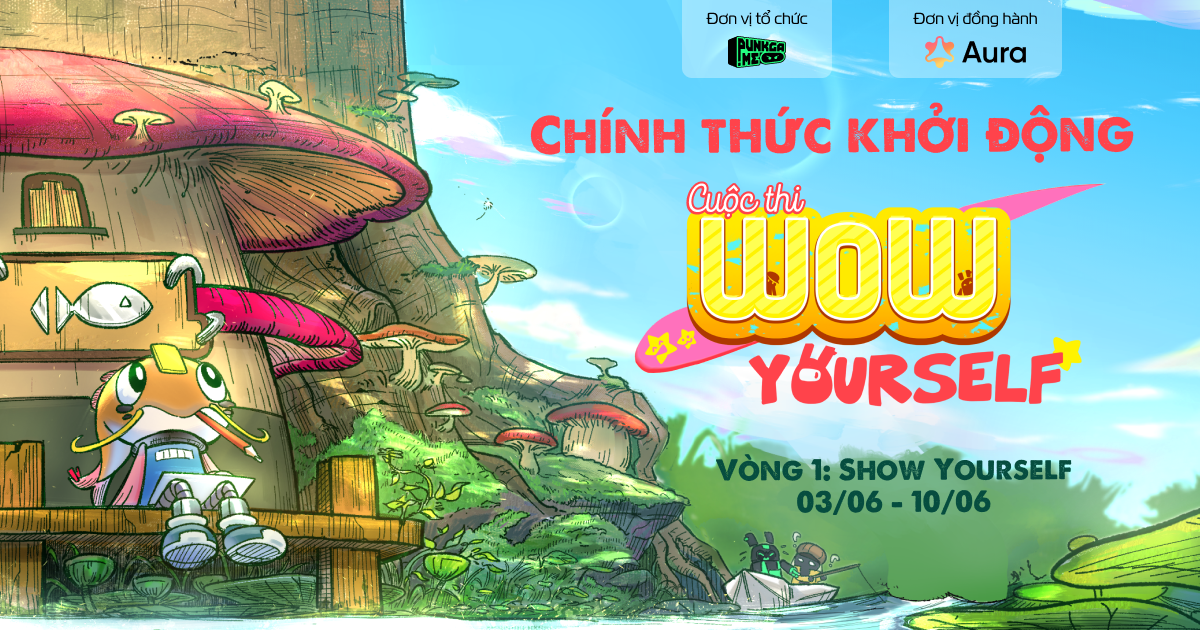 Đơn vị tổ chức
PUNKGA
.ME
Đơn vị đồng hành
Aura
CHÍNH THỨC KHỞI ĐỘNG
Cuộc thi
WOW
YOURSELF
VÒNG 1: SHOW YOURSELF
03/06 - 10/06